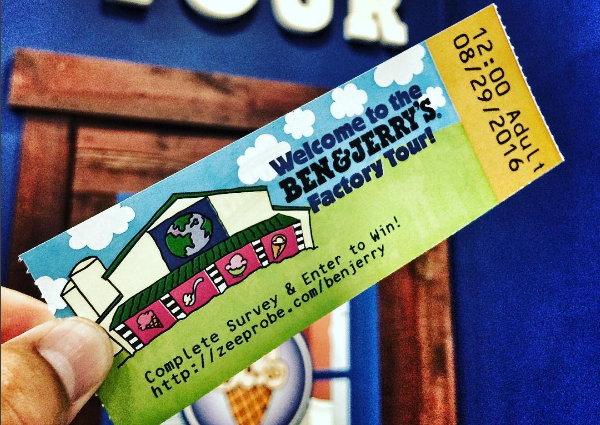 TOUR
Welcome to the
BEN & JERRY'S®
Factory Tour!
12:00 Adult
08/29/2016
Complete Survey & Enter to Win!
http://zeeprobe.com/benjerry